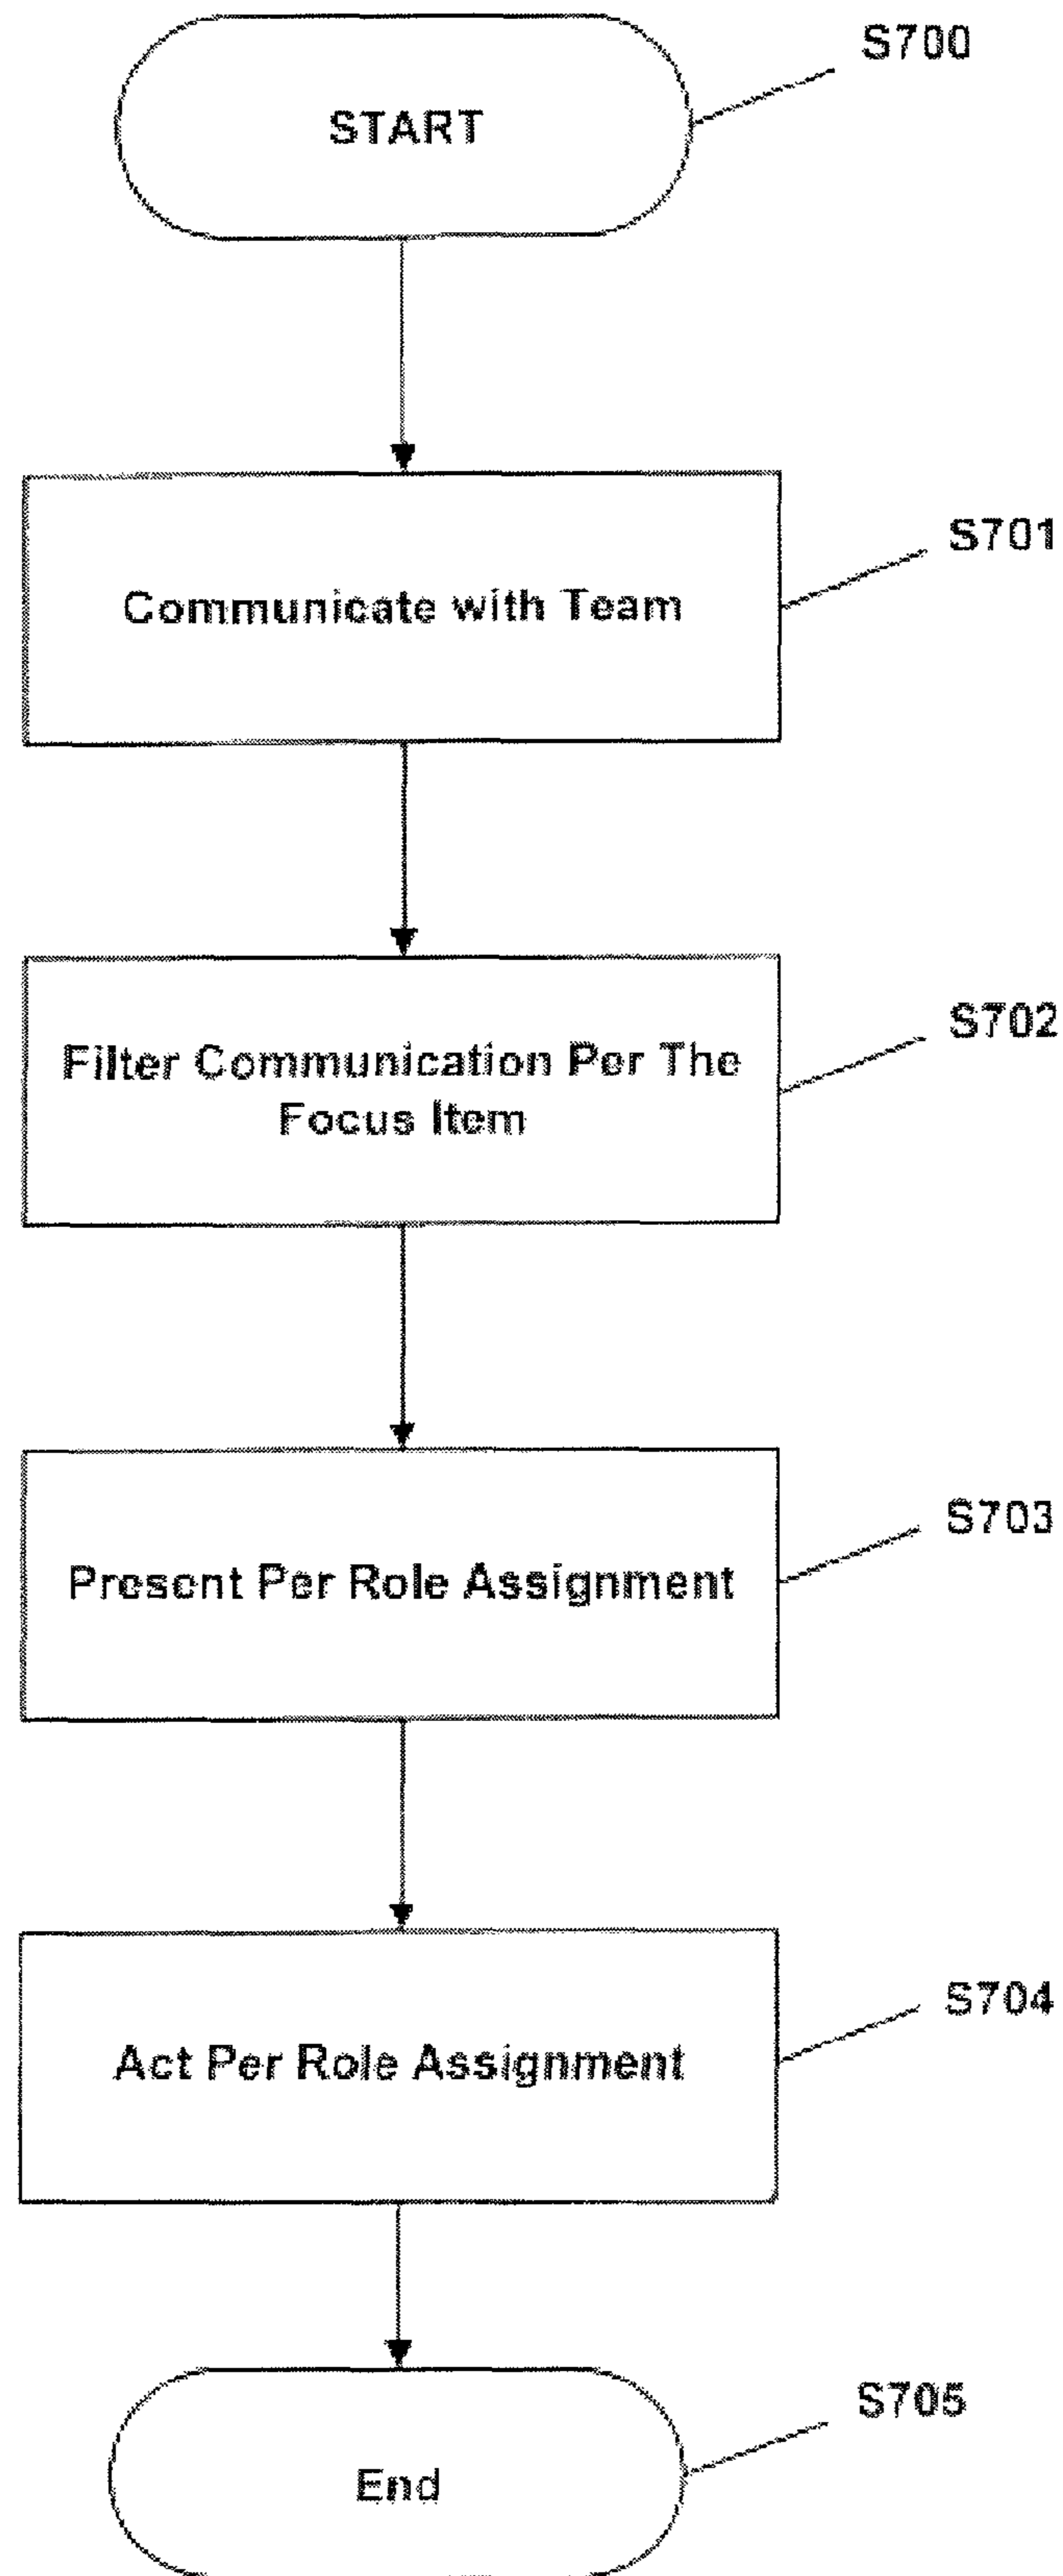 START
S700
Communicate with Team
S701
Filter Communication Per The
Focus Item
S702
Present Per Role Assignment
S703
Act Per Role Assignment
S704
End
S705